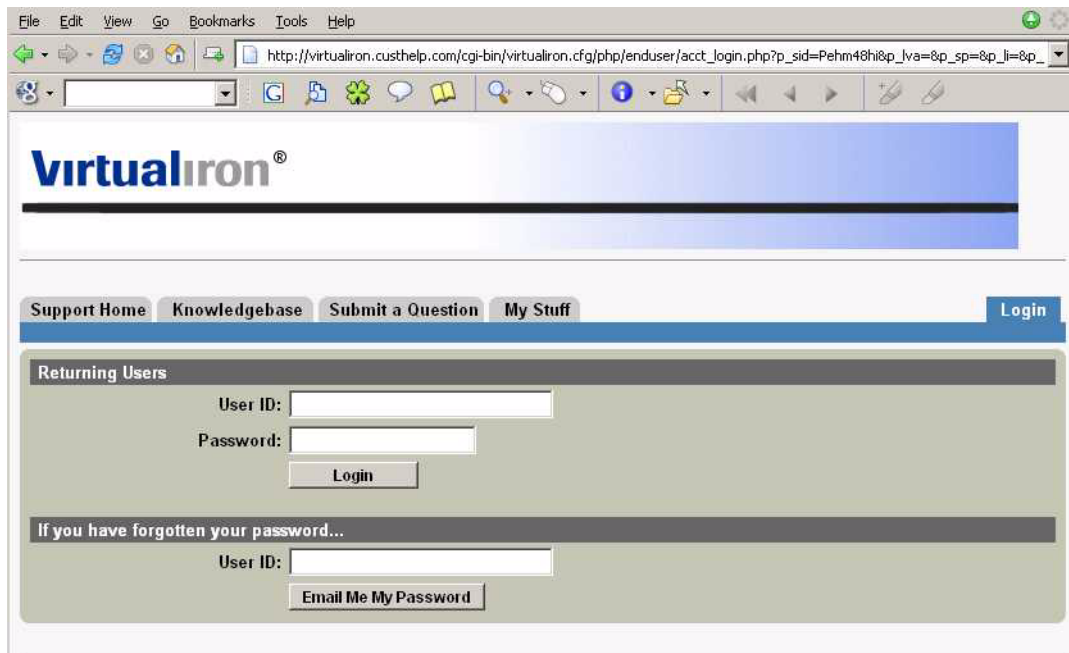 File Edit View Go Bookmarks Tools Help
http://virtualiron.custhelp.com/cgi-bin/virtualiron.cfg/php/enduser/acct_login.php?p_sid=Pehm48hi&p_lva=&p_sp=&p_li=&p_
G
Virtualiron®
Support Home Knowledgebase Submit a Question My Stuff Login
Returning Users
User ID:
Password:
Login
If you have forgotten your password...
User ID:
Email Me My Password